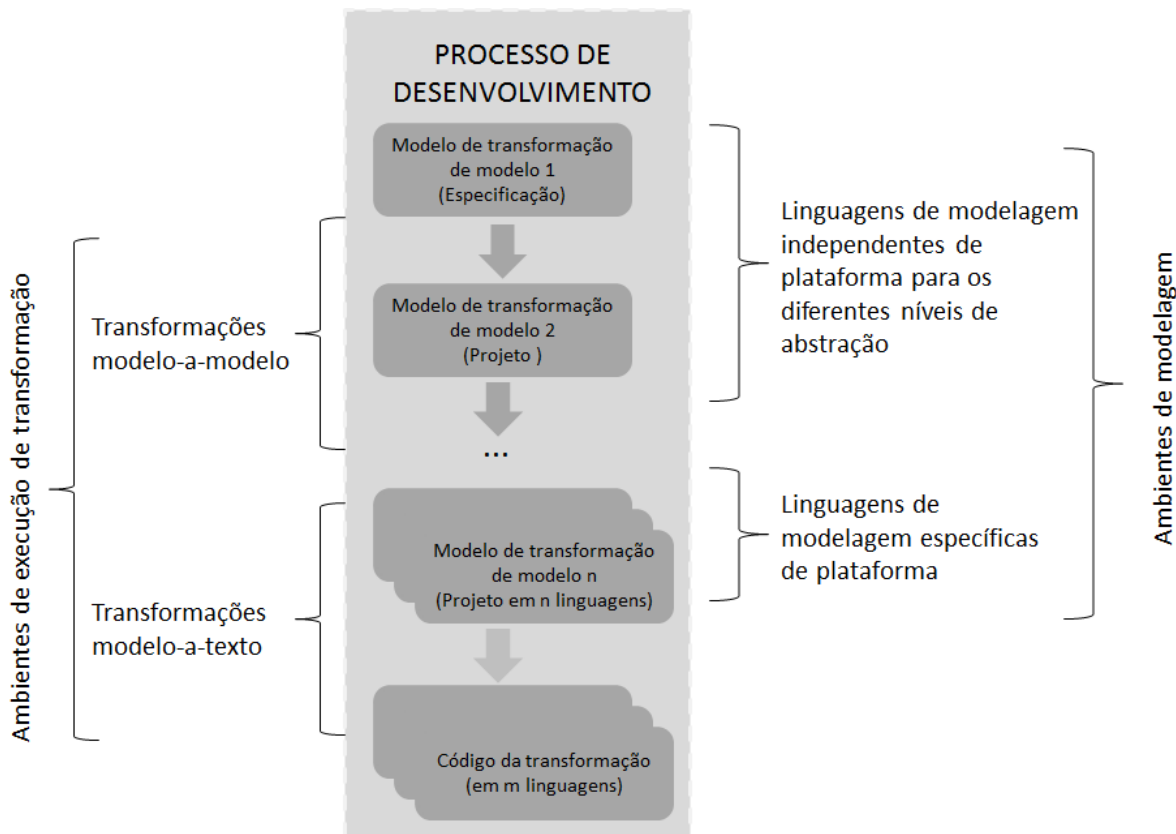 PROCESSO DE
DESENVOLVIMENTO
Modelo de transformação
de modelo 1
(Especificação)
Modelo de transformação
de modelo 2
(Projeto )
...
Modelo de transformação
de modelo n
(Projeto em n linguagens)
Código da transformação
(em m linguagens)
Ambientes de execução de transformação
Transformações
modelo-a-modelo
Transformações
modelo-a-texto
Linguagens de modelagem
independentes de
plataforma para os
diferentes níveis de
abstração
Linguagens de
modelagem específicas
de plataforma
Ambientes de modelagem